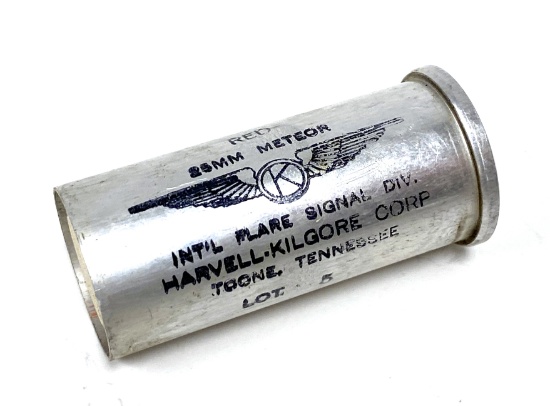 RED
25MM METEOR
K
INT'L FLARE SIGNAL DIV.
HARVELL-KILGORE CORP
TOONE, TENNESSEE
LOT 5